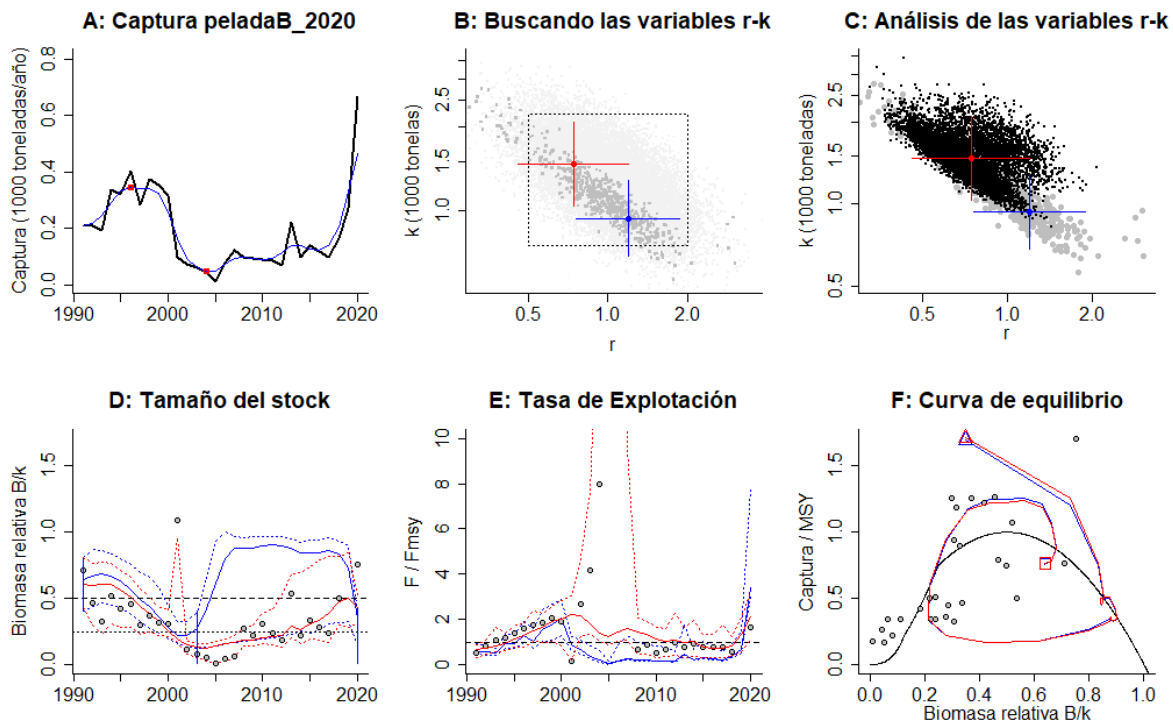 A: Captura peladaB_2020
Captura (1000 toneladas/año)
0.0 0.2 0.4 0.6 0.8
1990 2000 2010 2020
B: Buscando las variables r-k
k (1000 tonelas)
1.0 1.5 2.5
0.5 1.0 2.0
r
C: Análisis de las variables r-k
k (1000 toneladas)
0.5 1.0 1.5 2.5
0.5 1.0 2.0
r
D: Tamaño del stock
Biomasa relativa B/k
0.0 0.5 1.0 1.5
1990 2000 2010 2020
E: Tasa de Explotación
F / Fmsy
0 2 4 6 8 10
1990 2000 2010 2020
F: Curva de equilibrio
Captura / MSY
0.0 0.5 1.0 1.5
0.0 0.2 0.4 0.6 0.8 1.0
Biomasa relativa B/k